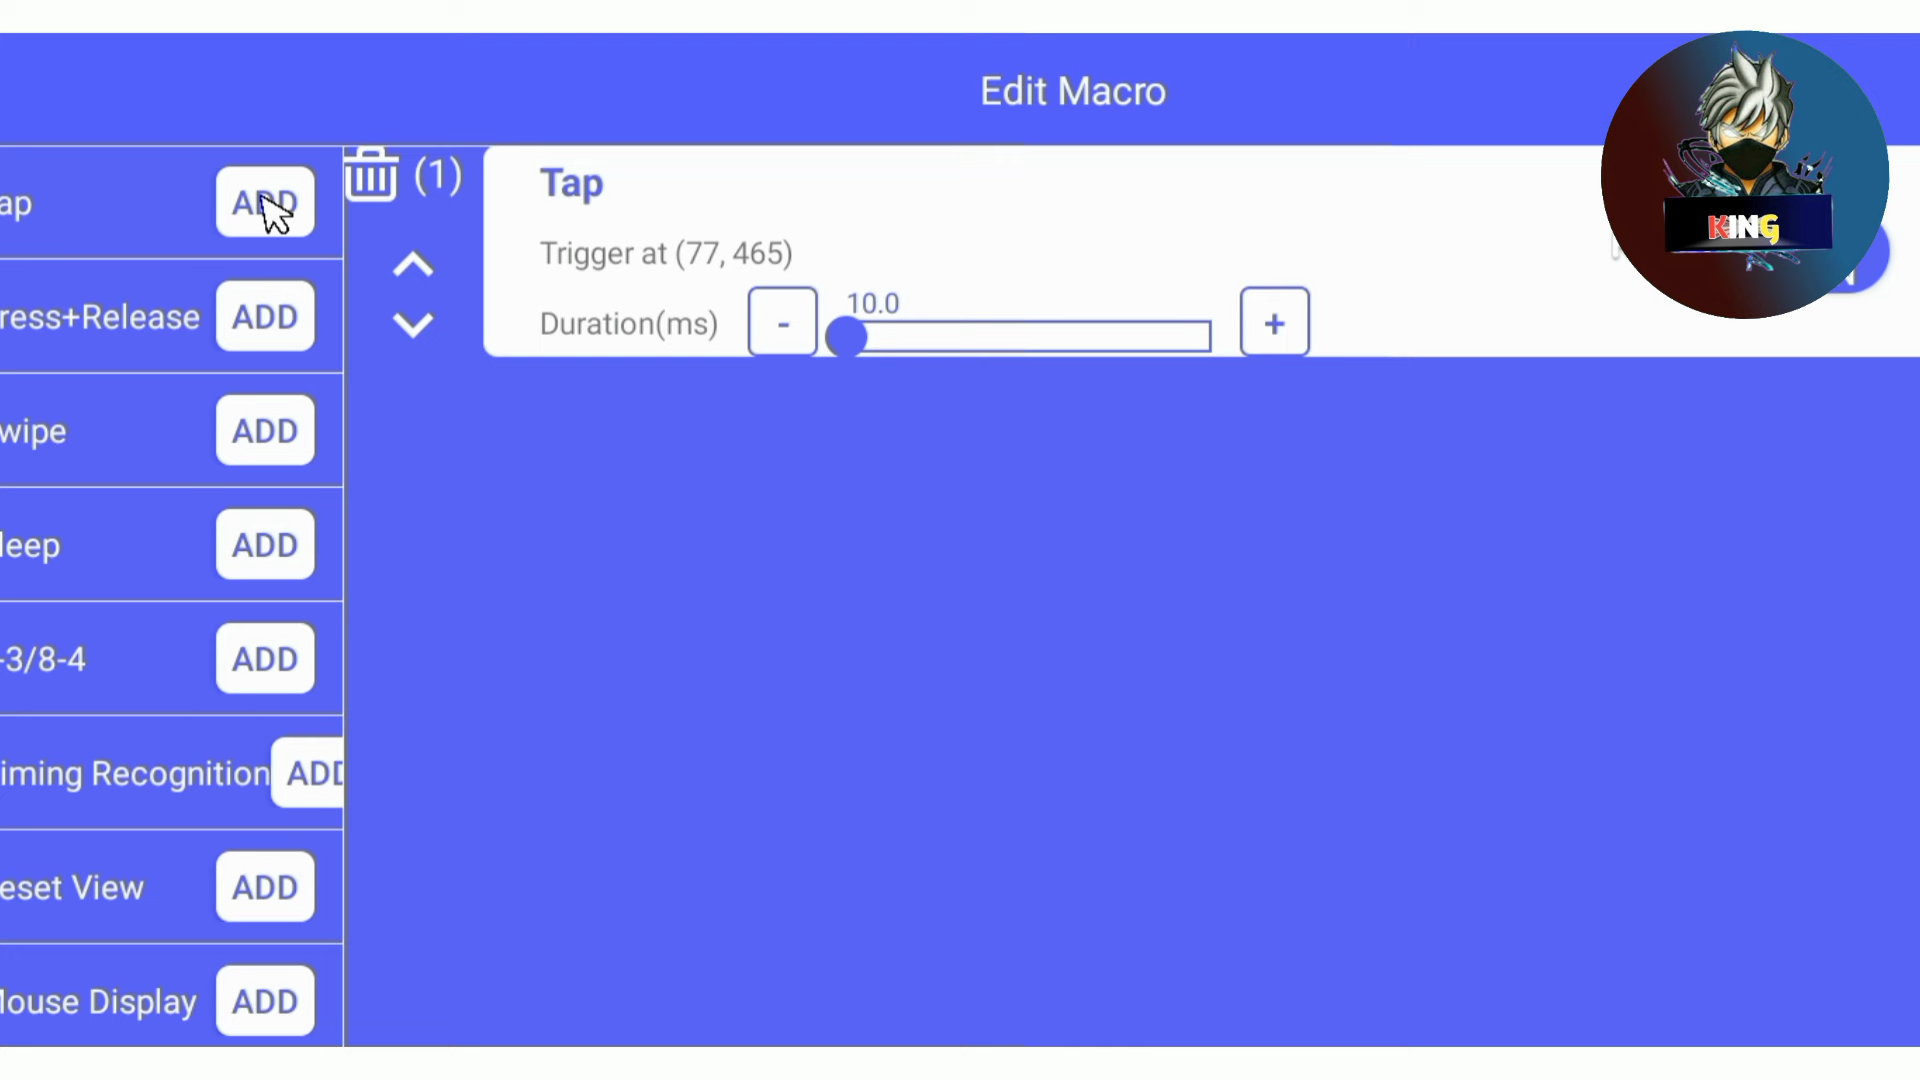 Edit Macro
ap ADD
ress+Release ADD
wipe ADD
leep ADD
-3/8-4 ADD
iming Recognition ADD
eset View ADD
Mouse Display ADD
(1)
Tap
Trigger at (77, 465)
Duration(ms) - 10.0 +
KING